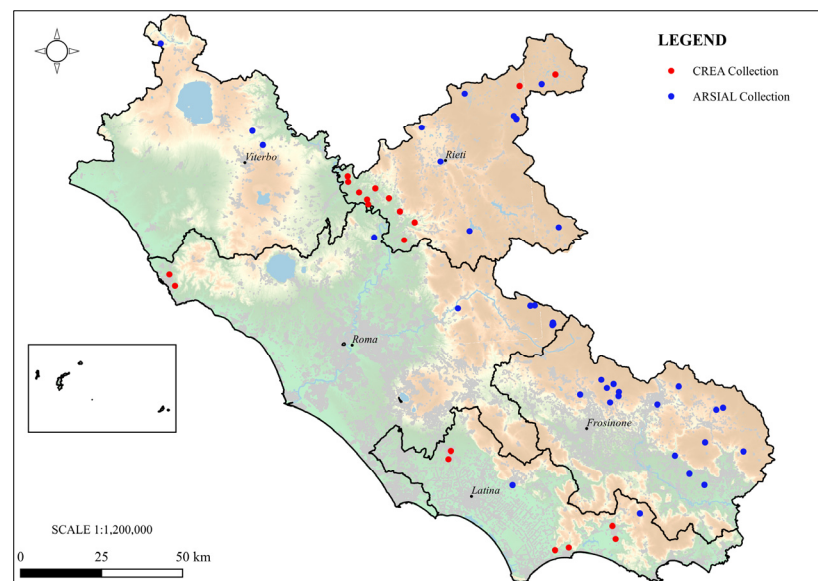 LEGEND
CREA Collection
ARSIAL Collection
Viterbo
Rieti
Roma
Frosinone
Latina
SCALE 1:1,200,000
0 25 50 km